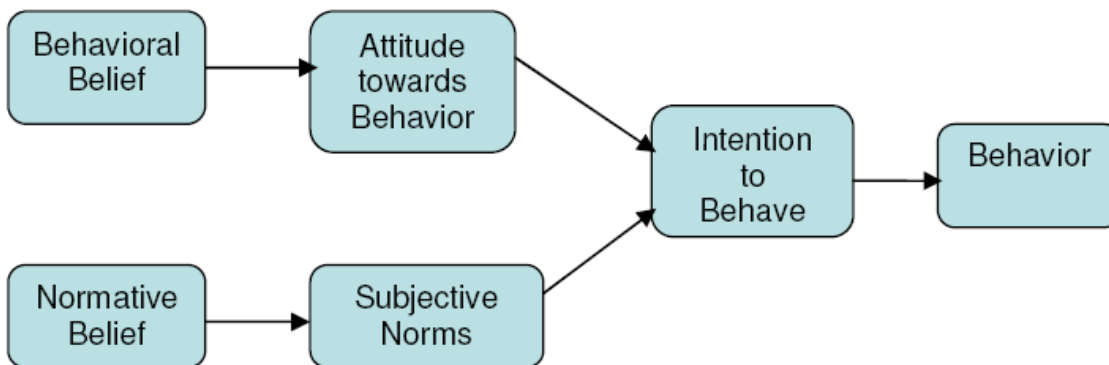 Behavioral
Belief
Attitude
towards
Behavior
Intention
to
Behave
Behavior
Normative
Belief
Subjective
Norms